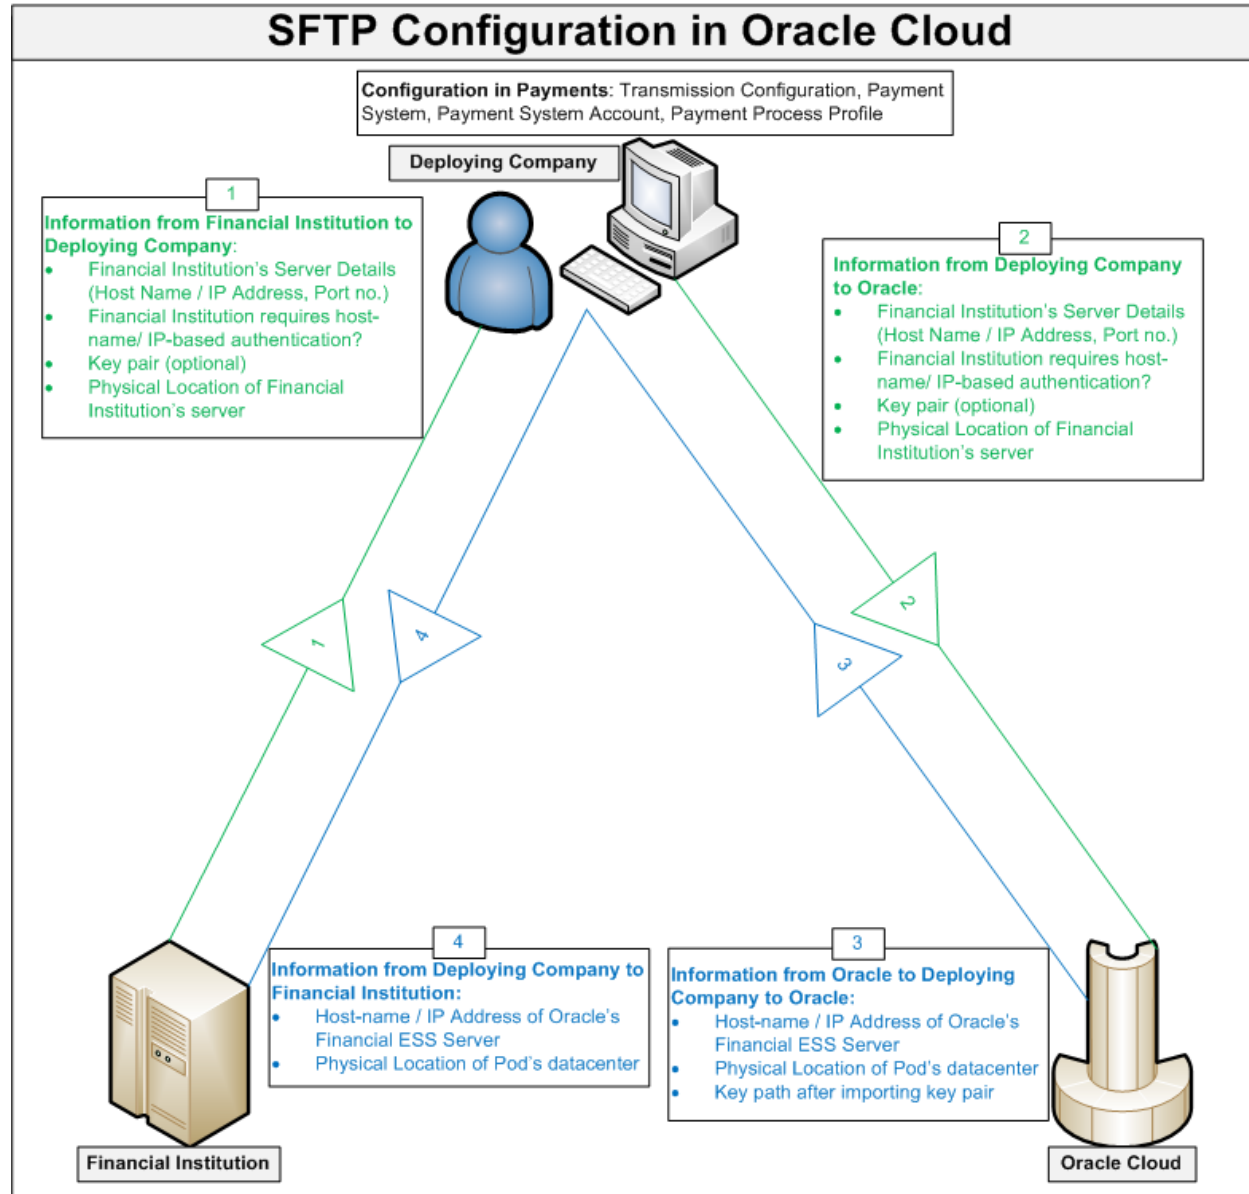 SFTP Configuration in Oracle Cloud
Configuration in Payments: Transmission Configuration, Payment
System, Payment System Account, Payment Process Profile
Deploying Company
1
Information from Financial Institution to
Deploying Company:
• Financial Institution's Server Details
(Host Name / IP Address, Port no.)
• Financial Institution requires host-
name/ IP-based authentication?
• Key pair (optional)
• Physical Location of Financial
Institution's server
2
Information from Deploying Company
to Oracle:
• Financial Institution's Server Details
(Host Name / IP Address, Port no.)
• Financial Institution requires host-
name/ IP-based authentication?
• Key pair (optional)
• Physical Location of Financial
Institution's server
1
4
2
3
4
Information from Deploying Company to
Financial Institution:
• Host-name / IP Address of Oracle's
Financial ESS Server
• Physical Location of Pod's datacenter
3
Information from Oracle to Deploying
Company to Oracle:
• Host-name / IP Address of Oracle's
Financial ESS Server
• Physical Location of Pod's datacenter
• Key path after importing key pair
Financial Institution
Oracle Cloud